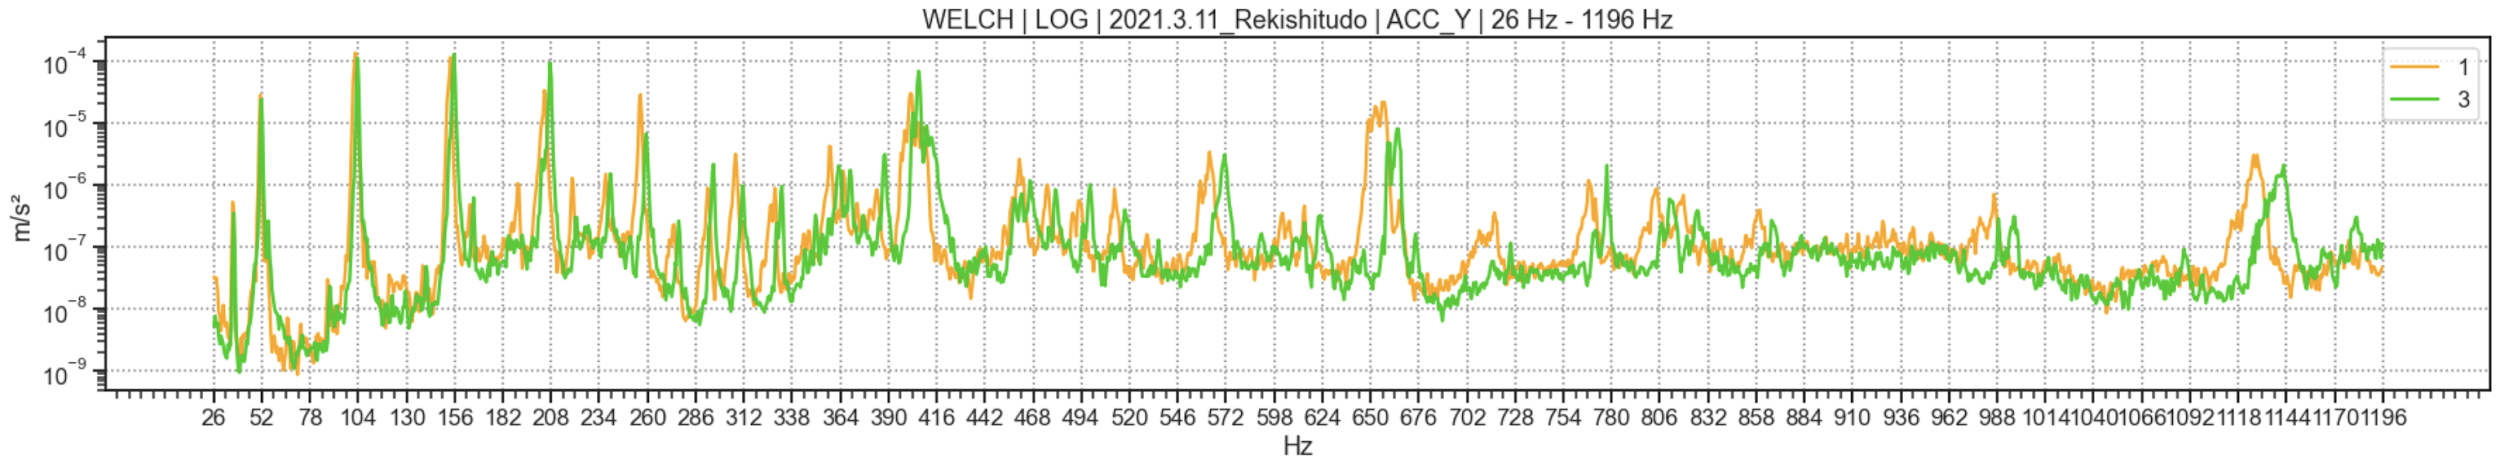 WELCH | LOG | 2021.3.11_Rekishitudo | ACC_Y | 26 Hz - 1196 Hz
10⁻⁴
10⁻⁵
10⁻⁶
10⁻⁷
10⁻⁸
10⁻⁹
m/s²
1
3
26 52 78 104 130 156 182 208 234 260 286 312 338 364 390 416 442 468 494 520 546 572 598 624 650 676 702 728 754 780 806 832 858 884 910 936 962 988 1014 1040 1066 1092 1118 1144 1170 1196
Hz